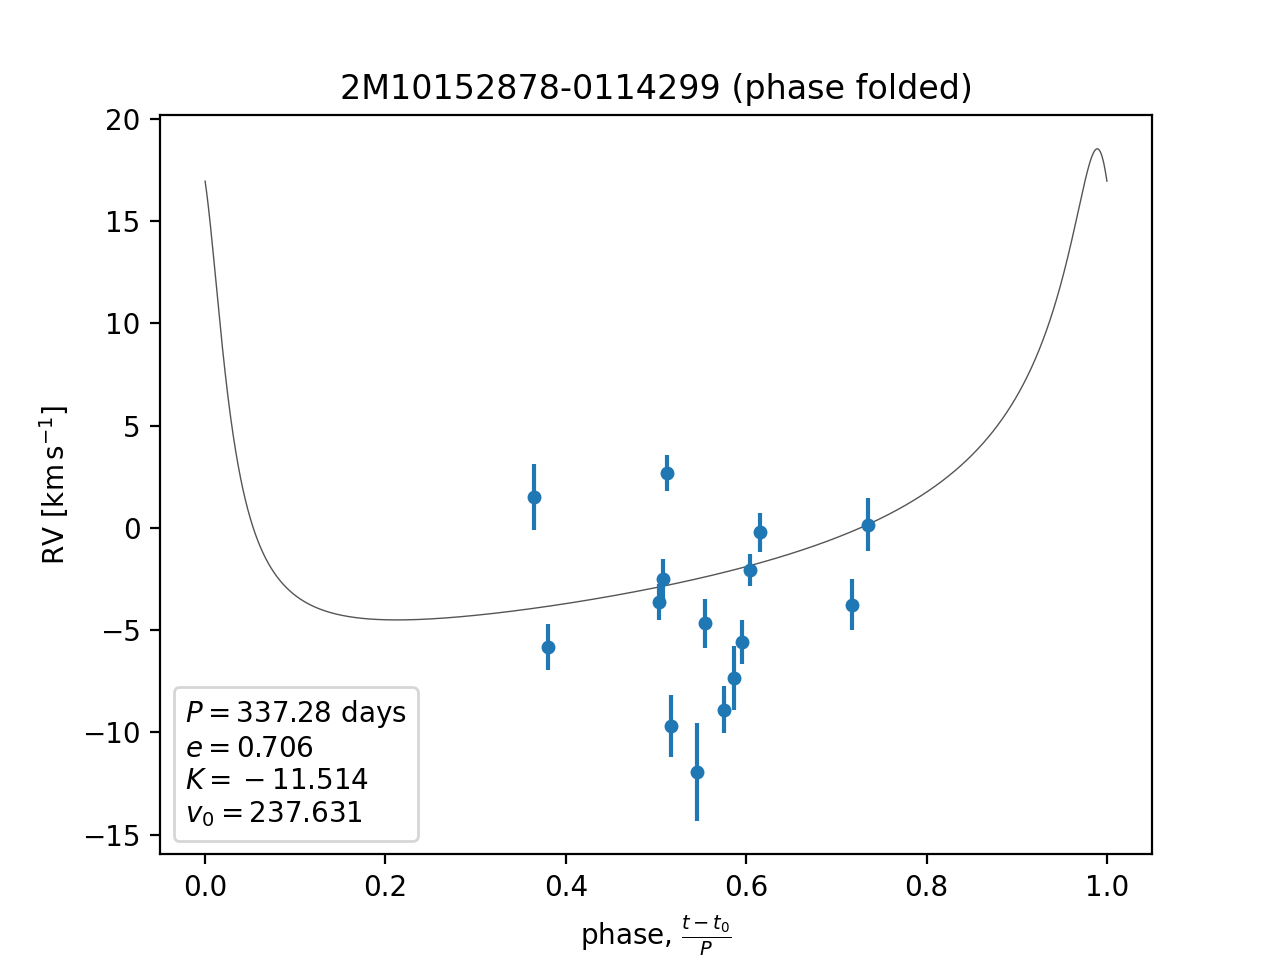 2M10152878-0114299 (phase folded)
20
15
10
5
0
−5
−10
−15
RV [km s⁻¹]
P = 337.28 days
e = 0.706
K = −11.514
v₀ = 237.631
0.0 0.2 0.4 0.6 0.8 1.0
phase, (t − t₀)/P